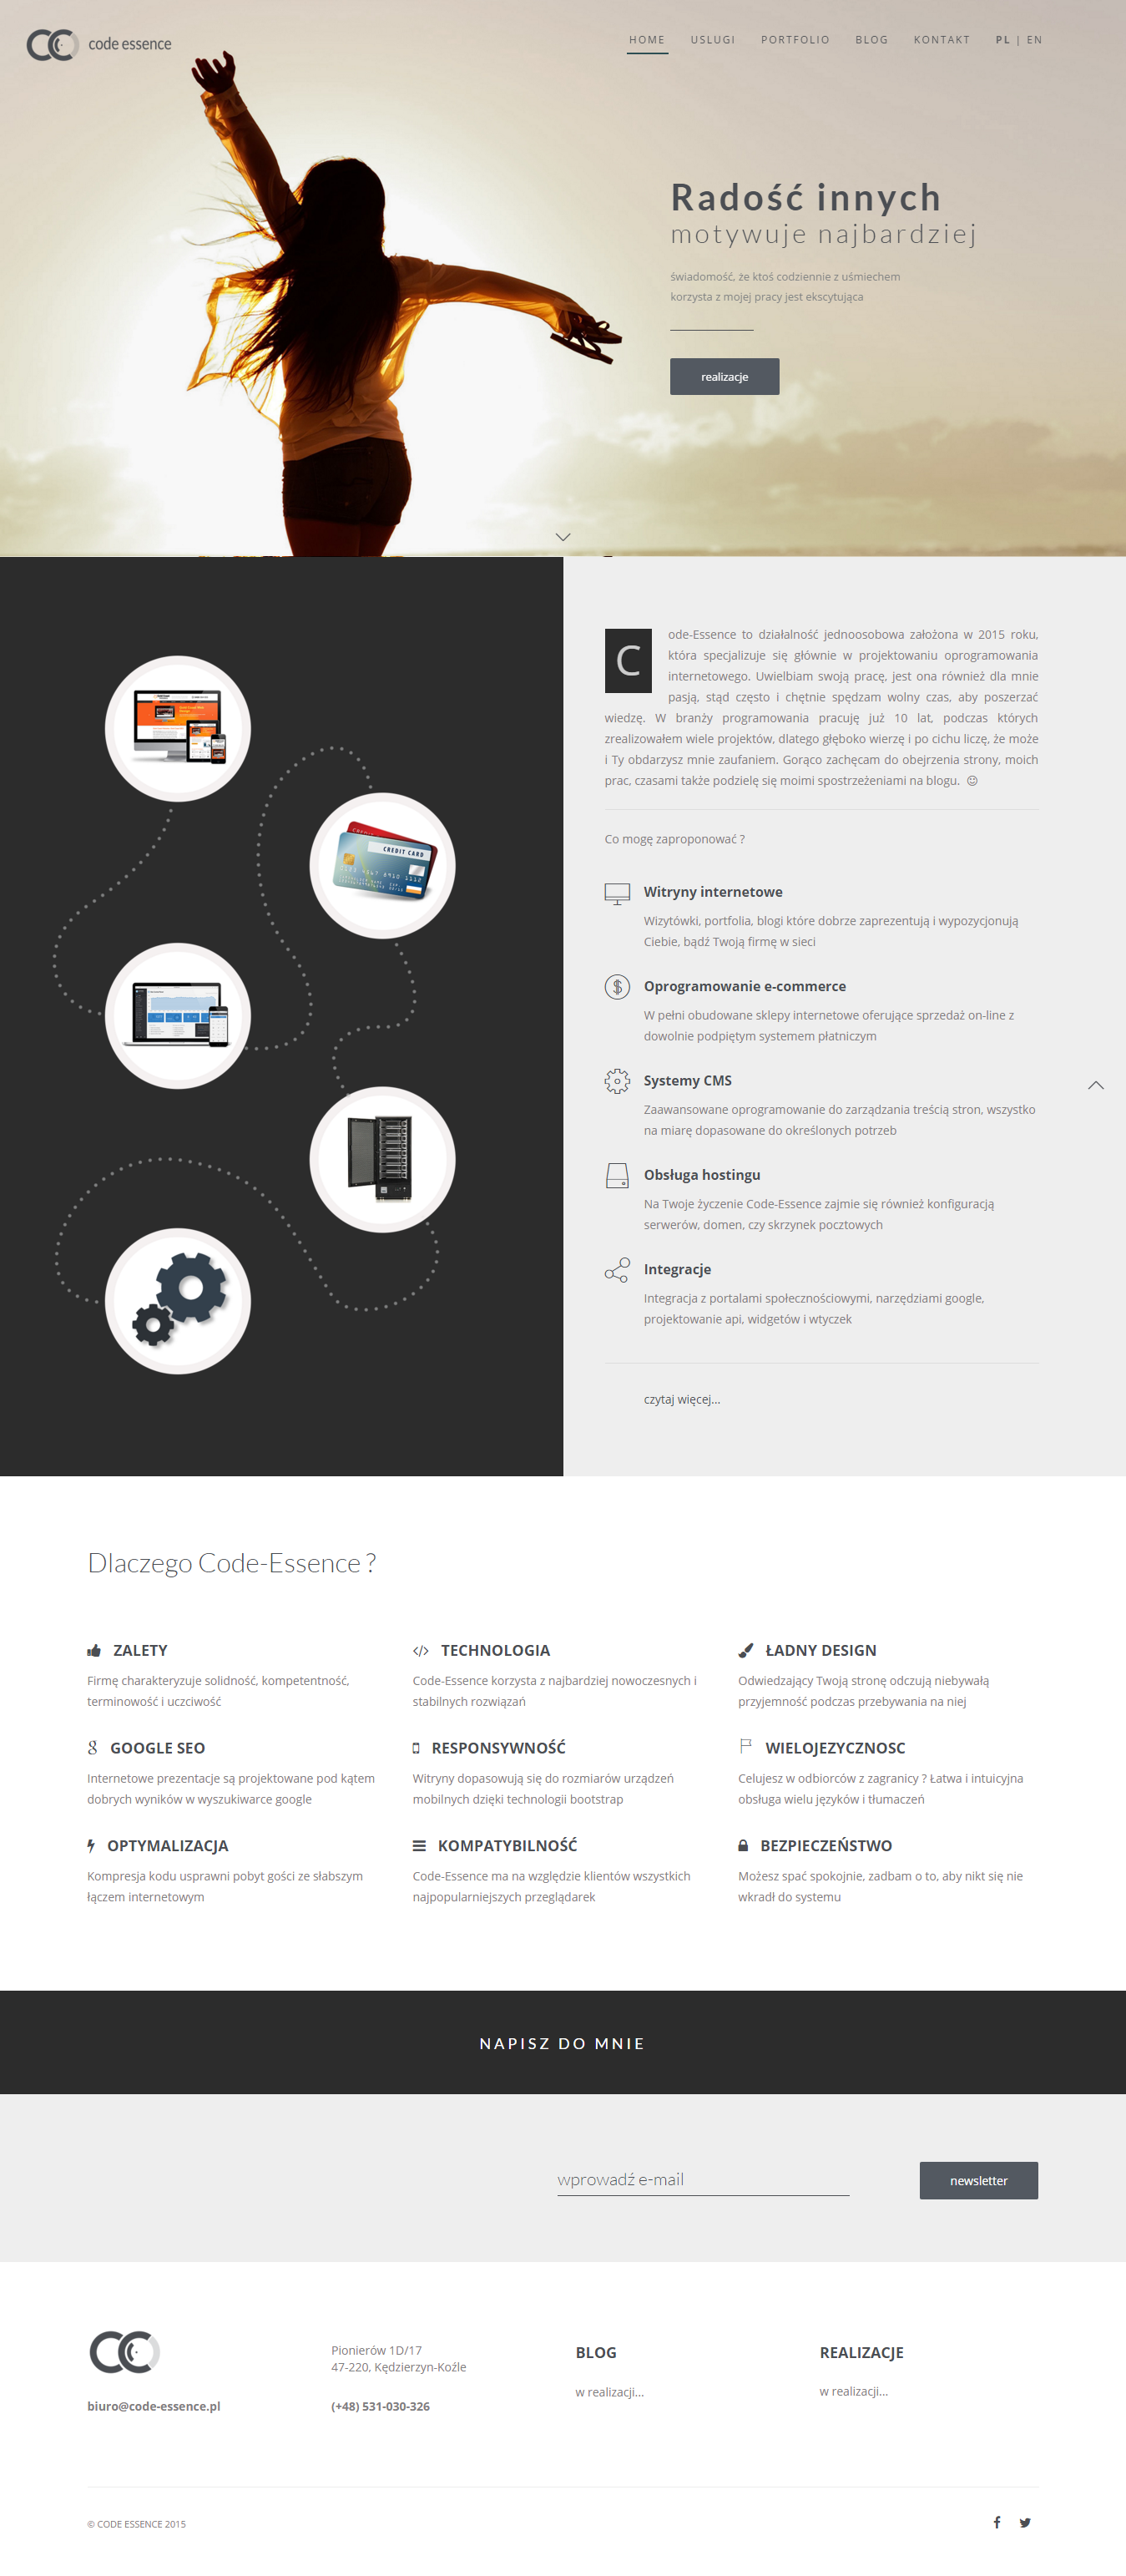 code essence
HOME USLUGI PORTFOLIO BLOG KONTAKT PL | EN
Radość innych
motywuje najbardziej
świadomość, że ktoś codziennie z uśmiechem
korzysta z mojej pracy jest ekscytująca
realizacje
Code-Essence to działalność jednoosobowa założona w 2015 roku,
która specjalizuje się głównie w projektowaniu oprogramowania
internetowego. Uwielbiam swoją pracę, jest ona również dla mnie
pasją, stąd często i chętnie spędzam wolny czas, aby poszerzać
wiedzę. W branży programowania pracuję już 10 lat, podczas których
zrealizowałem wiele projektów, dlatego głęboko wierzę i po cichu liczę, że może
i Ty obdarzysz mnie zaufaniem. Gorąco zachęcam do obejrzenia strony, moich
prac, czasami także podzielę się moimi spostrzeżeniami na blogu.
CREDIT CARD
Co mogę zaproponować ?
Witryny internetowe
Wizytówki, portfolia, blogi które dobrze zaprezentują i wypozycjonują
Ciebie, bądź Twoją firmę w sieci
Oprogramowanie e-commerce
W pełni obudowane sklepy internetowe oferujące sprzedaż on-line z
dowolnie podpiętym systemem płatniczym
Systemy CMS
Zaawansowane oprogramowanie do zarządzania treścią stron, wszystko
na miarę dopasowane do określonych potrzeb
Obsługa hostingu
Na Twoje życzenie Code-Essence zajmie się również konfiguracją
serwerów, domen, czy skrzynek pocztowych
Integracje
Integracja z portalami społecznościowymi, narzędziami google,
projektowanie api, widgetów i wtyczek
czytaj więcej...
Dlaczego Code-Essence ?
ZALETY
Firmę charakteryzuje solidność, kompetentność,
terminowość i uczciwość
TECHNOLOGIA
Code-Essence korzysta z najbardziej nowoczesnych i
stabilnych rozwiązań
ŁADNY DESIGN
Odwiedzający Twoją stronę odczują niebywałą
przyjemność podczas przebywania na niej
GOOGLE SEO
Internetowe prezentacje są projektowane pod kątem
dobrych wyników w wyszukiwarce google
RESPONSYWNOŚĆ
Witryny dopasowują się do rozmiarów urządzeń
mobilnych dzięki technologii bootstrap
WIELOJEZYCZNOSC
Celujesz w odbiorców z zagranicy ? Łatwa i intuicyjna
obsługa wielu języków i tłumaczeń
OPTYMALIZACJA
Kompresja kodu usprawni pobyt gości ze słabszym
łączem internetowym
KOMPATYBILNOŚĆ
Code-Essence ma na względzie klientów wszystkich
najpopularniejszych przeglądarek
BEZPIECZEŃSTWO
Możesz spać spokojnie, zadbam o to, aby nikt się nie
wkradł do systemu
NAPISZ DO MNIE
wprowadź e-mail
newsletter
biuro@code-essence.pl
Pionierów 1D/17
47-220, Kędzierzyn-Koźle
(+48) 531-030-326
BLOG
w realizacji...
REALIZACJE
w realizacji...
© CODE ESSENCE 2015